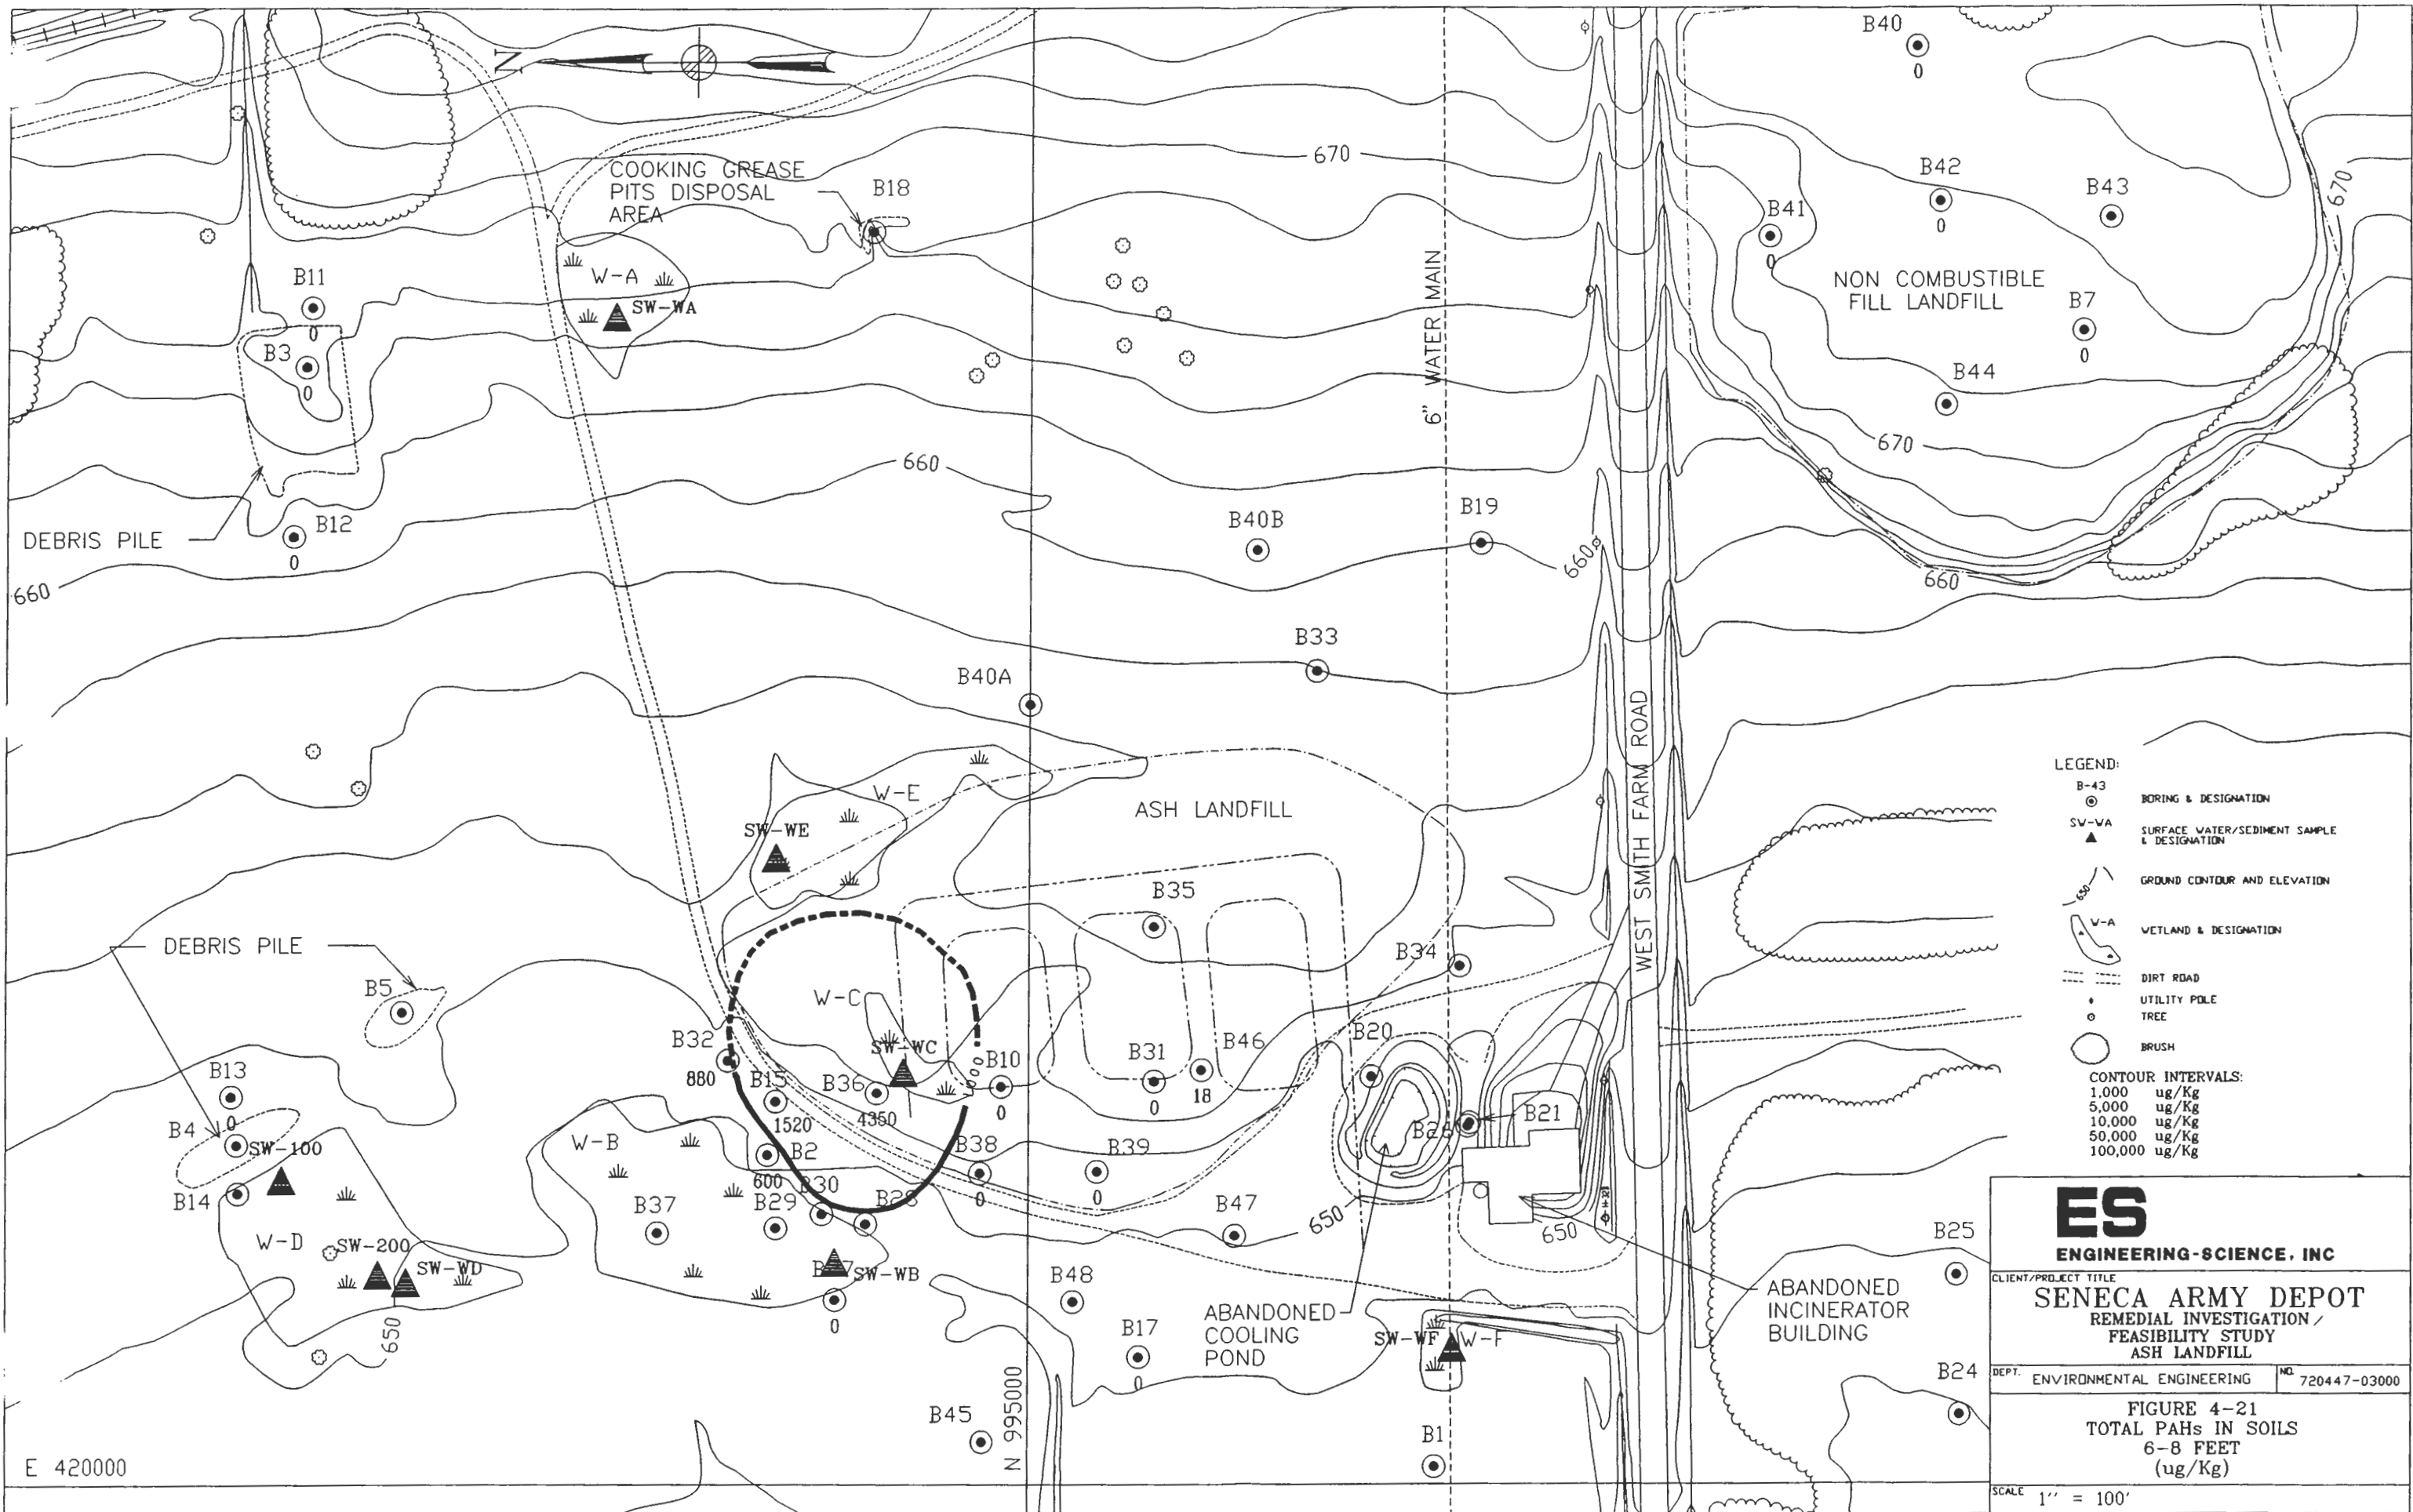 N
B40
0
670
COOKING GREASE
PITS DISPOSAL
AREA
B18
B42
0
B43
670
B41
0
W-A
SW-WA
B11
0
B3
0
6" WATER MAIN
NON COMBUSTIBLE
FILL LANDFILL
B7
0
B44
670
660
DEBRIS PILE
B12
0
660
B40B
B19
660
660
B33
B40A
WEST SMITH FARM ROAD
W-E
SW-WE
ASH LANDFILL
B35
B34
DEBRIS PILE
B5
W-C
SW-WC
B32
880
B15
1520
B36
4350
B10
0
B31
0
B46
18
B20
B13
0
B4
0
SW-100
B14
W-B
B2
600
B30
B29
B28
B37
B38
0
B39
0
B47
B26
B21
650
650
W-D
SW-200
SW-WD
650
SW-WB
0
B48
B17
0
ABANDONED
COOLING
POND
SW-WF
W-F
ABANDONED
INCINERATOR
BUILDING
B25
B24
B45
B1
N 995000
E 420000
LEGEND:
B-43
BORING & DESIGNATION
SW-WA
SURFACE WATER/SEDIMENT SAMPLE
& DESIGNATION
650
GROUND CONTOUR AND ELEVATION
W-A
WETLAND & DESIGNATION
DIRT ROAD
UTILITY POLE
TREE
BRUSH
CONTOUR INTERVALS:
1,000 ug/Kg
5,000 ug/Kg
10,000 ug/Kg
50,000 ug/Kg
100,000 ug/Kg
ES
ENGINEERING-SCIENCE, INC
CLIENT/PROJECT TITLE
SENECA ARMY DEPOT
REMEDIAL INVESTIGATION/
FEASIBILITY STUDY
ASH LANDFILL
DEPT. ENVIRONMENTAL ENGINEERING
NO. 720447-03000
FIGURE 4-21
TOTAL PAHs IN SOILS
6-8 FEET
(ug/Kg)
SCALE 1'' = 100'